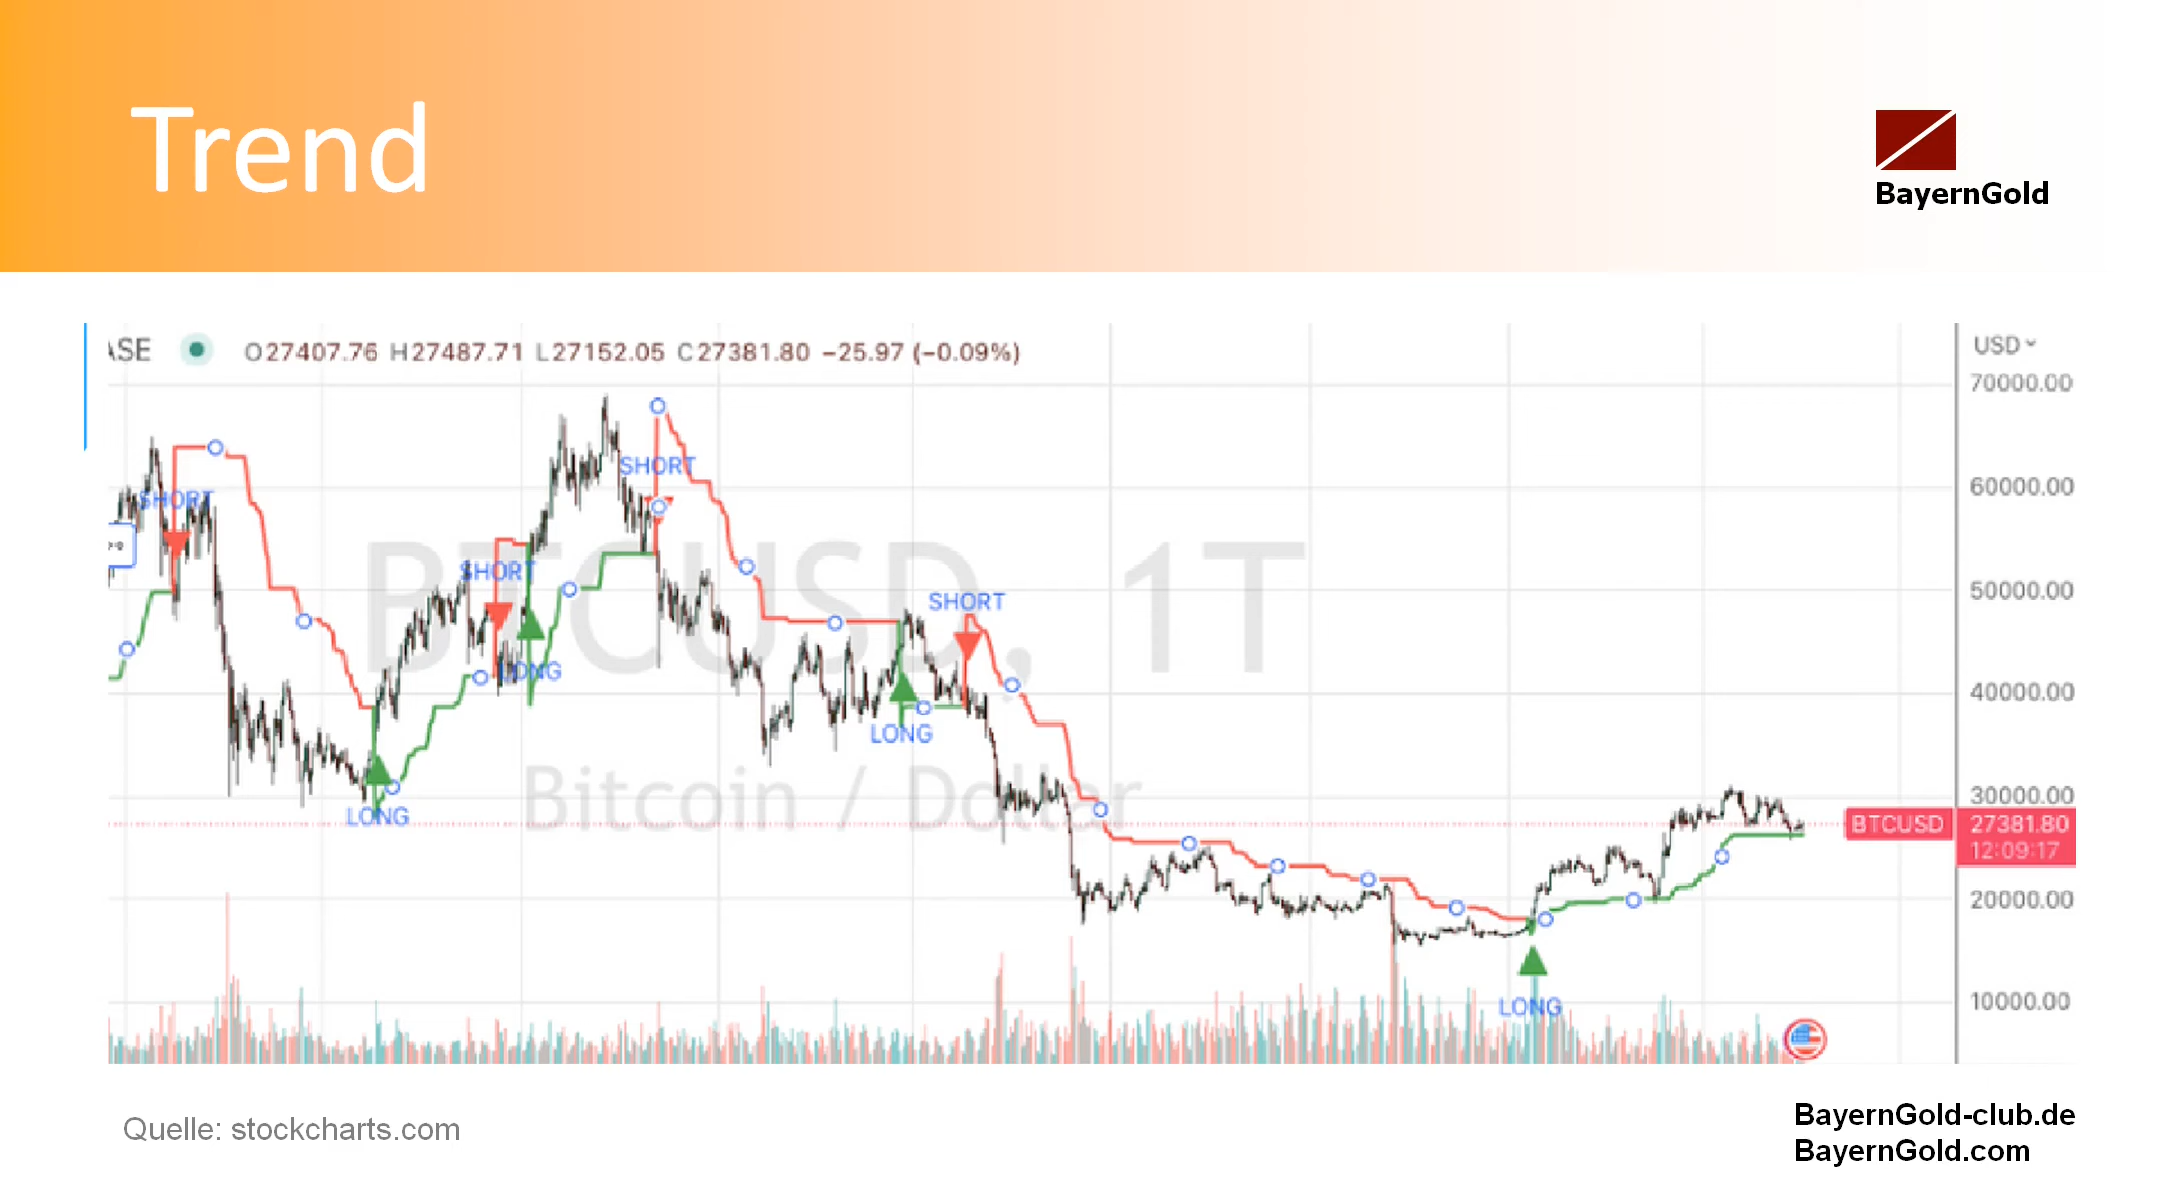 Trend
BayernGold
ASE O27407.76 H27487.71 L27152.05 C27381.80 −25.97 (−0.09%)
USD
70000.00
SHORT
60000.00
SHORT
SHORT
50000.00
SHORT
LONG
40000.00
LONG
LONG
30000.00
20000.00
10000.00
LONG
BTCUSD, 1T
Bitcoin / Dollar
BTCUSD 27381.80
12:09:17
Quelle: stockcharts.com
BayernGold-club.de
BayernGold.com